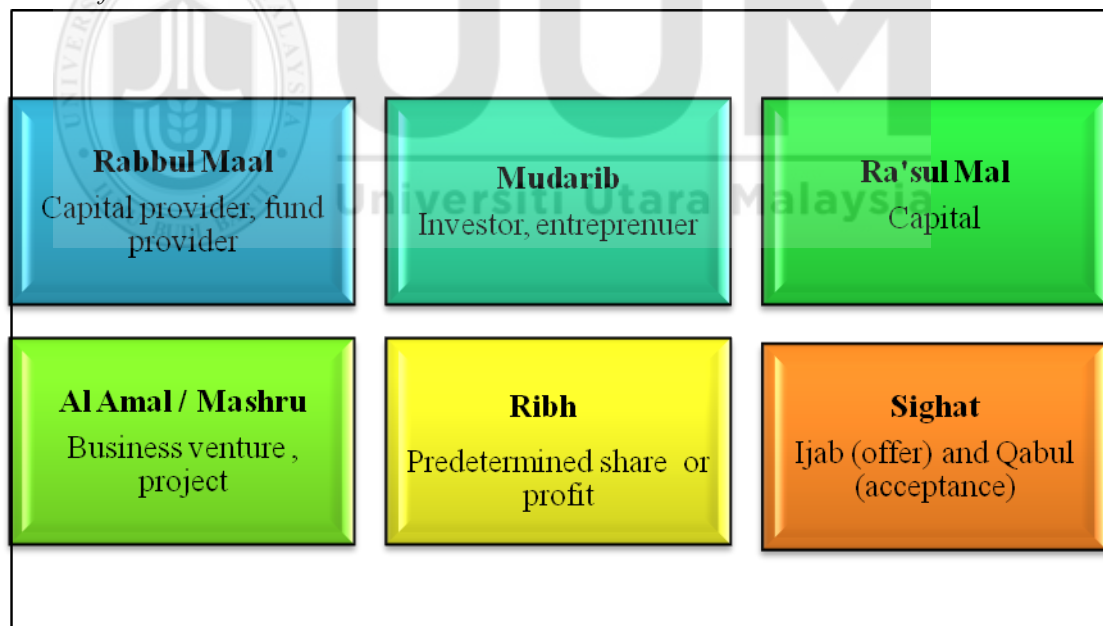 Rabbul Maal
Capital provider, fund
provider
Mudarib
Investor, entreprenuer
Ra'sul Mal
Capital
Al Amal / Mashru
Business venture ,
project
Ribh
Predetermined share or
profit
Sighat
Ijab (offer) and Qabul
(acceptance)
UUM
Universiti Utara Malaysia